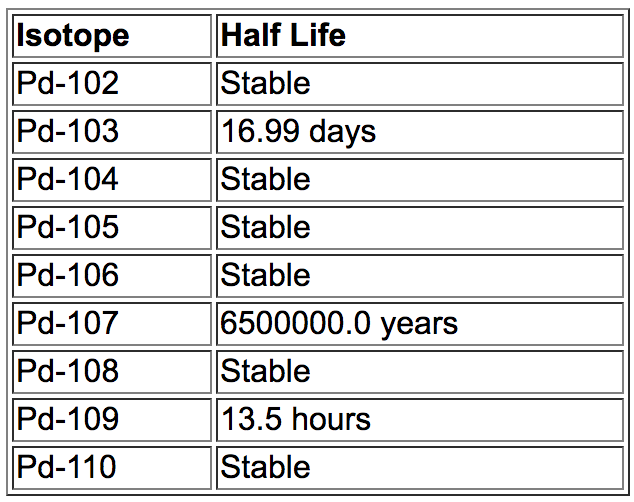 Isotope Half Life
Pd-102 Stable
Pd-103 16.99 days
Pd-104 Stable
Pd-105 Stable
Pd-106 Stable
Pd-107 6500000.0 years
Pd-108 Stable
Pd-109 13.5 hours
Pd-110 Stable